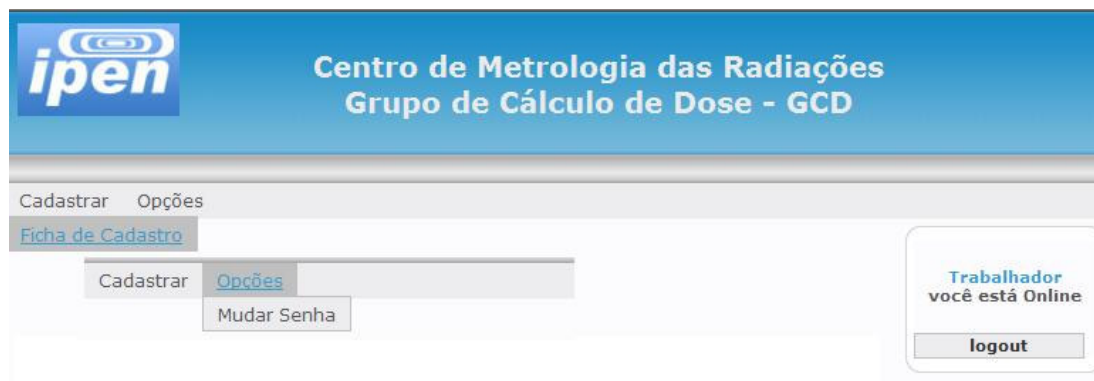 ipen
Centro de Metrologia das Radiações
Grupo de Cálculo de Dose - GCD
Cadastrar Opções
Ficha de Cadastro
Cadastrar Opções
Mudar Senha
Trabalhador
você está Online
logout